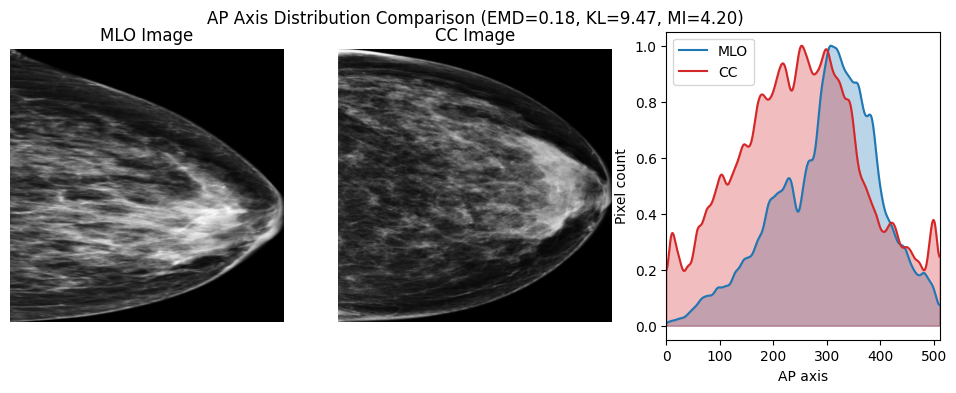 AP Axis Distribution Comparison (EMD=0.18, KL=9.47, MI=4.20)
MLO Image
CC Image
MLO
CC
1.0
0.8
0.6
0.4
0.2
0.0
Pixel count
0 100 200 300 400 500
AP axis